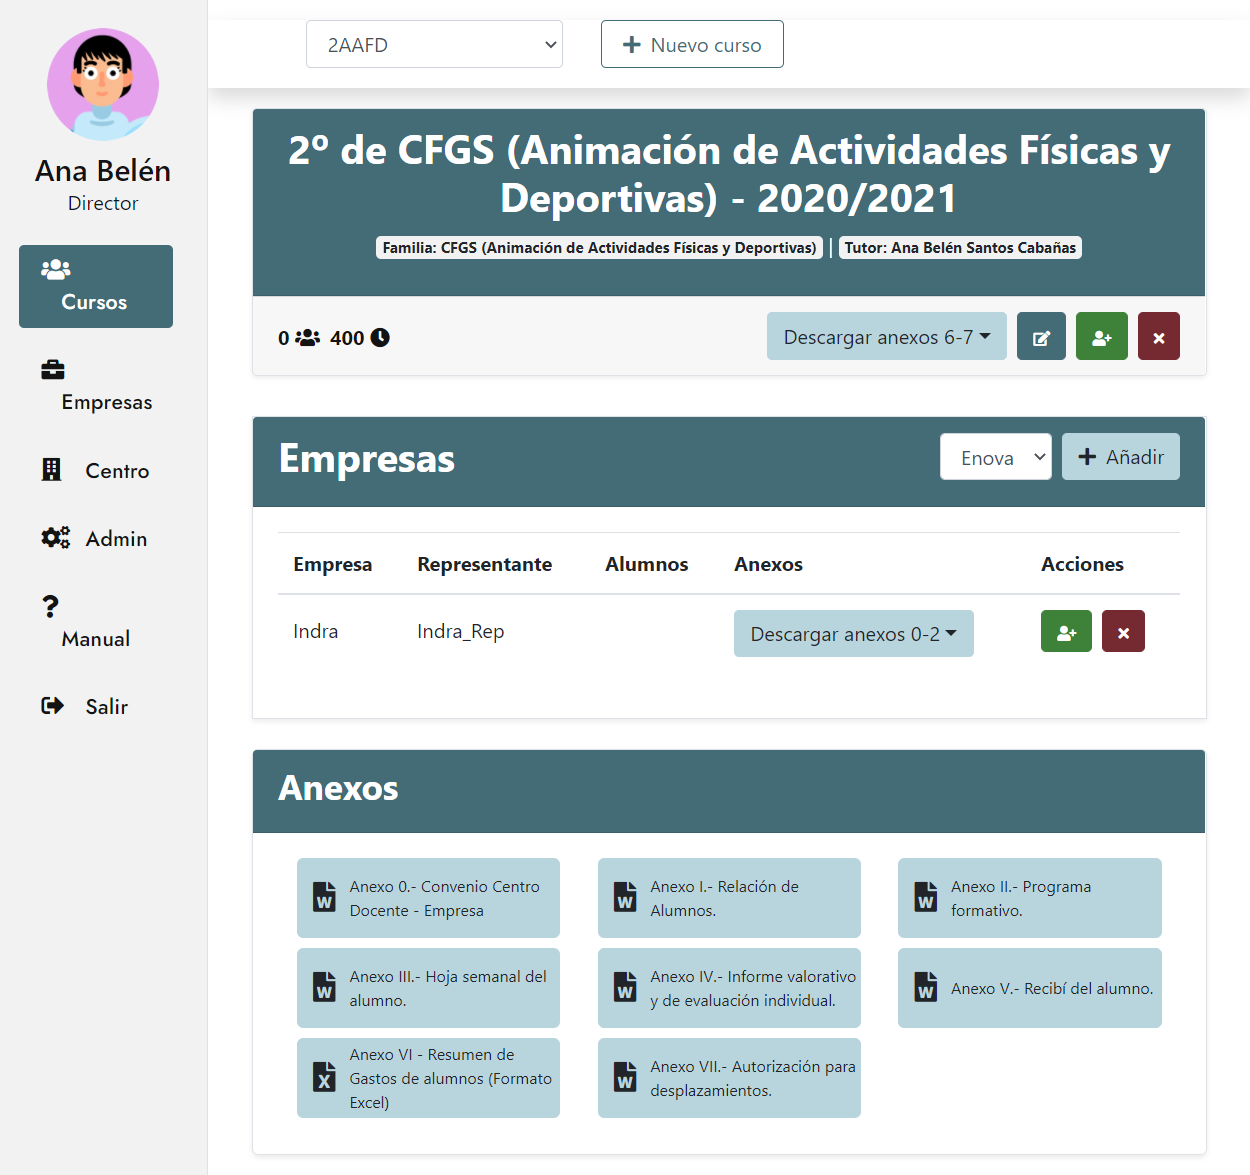 Ana Belén
Director
Cursos
Empresas
Centro
Admin
Manual
Salir
2AAFD
Nuevo curso
2º de CFGS (Animación de Actividades Físicas y
Deportivas) - 2020/2021
Familia: CFGS (Animación de Actividades Físicas y Deportivas) | Tutor: Ana Belén Santos Cabañas
0 400 Descargar anexos 6-7
Empresas Enova Añadir
Empresa Representante Alumnos Anexos Acciones
Indra Indra_Rep Descargar anexos 0-2
Anexos
Anexo 0.- Convenio Centro
Docente - Empresa
Anexo I.- Relación de
Alumnos.
Anexo II.- Programa
formativo.
Anexo III.- Hoja semanal del
alumno.
Anexo IV.- Informe valorativo
y de evaluación individual.
Anexo V.- Recibí del alumno.
Anexo VI - Resumen de
Gastos de alumnos (Formato
Excel)
Anexo VII.- Autorización para
desplazamientos.